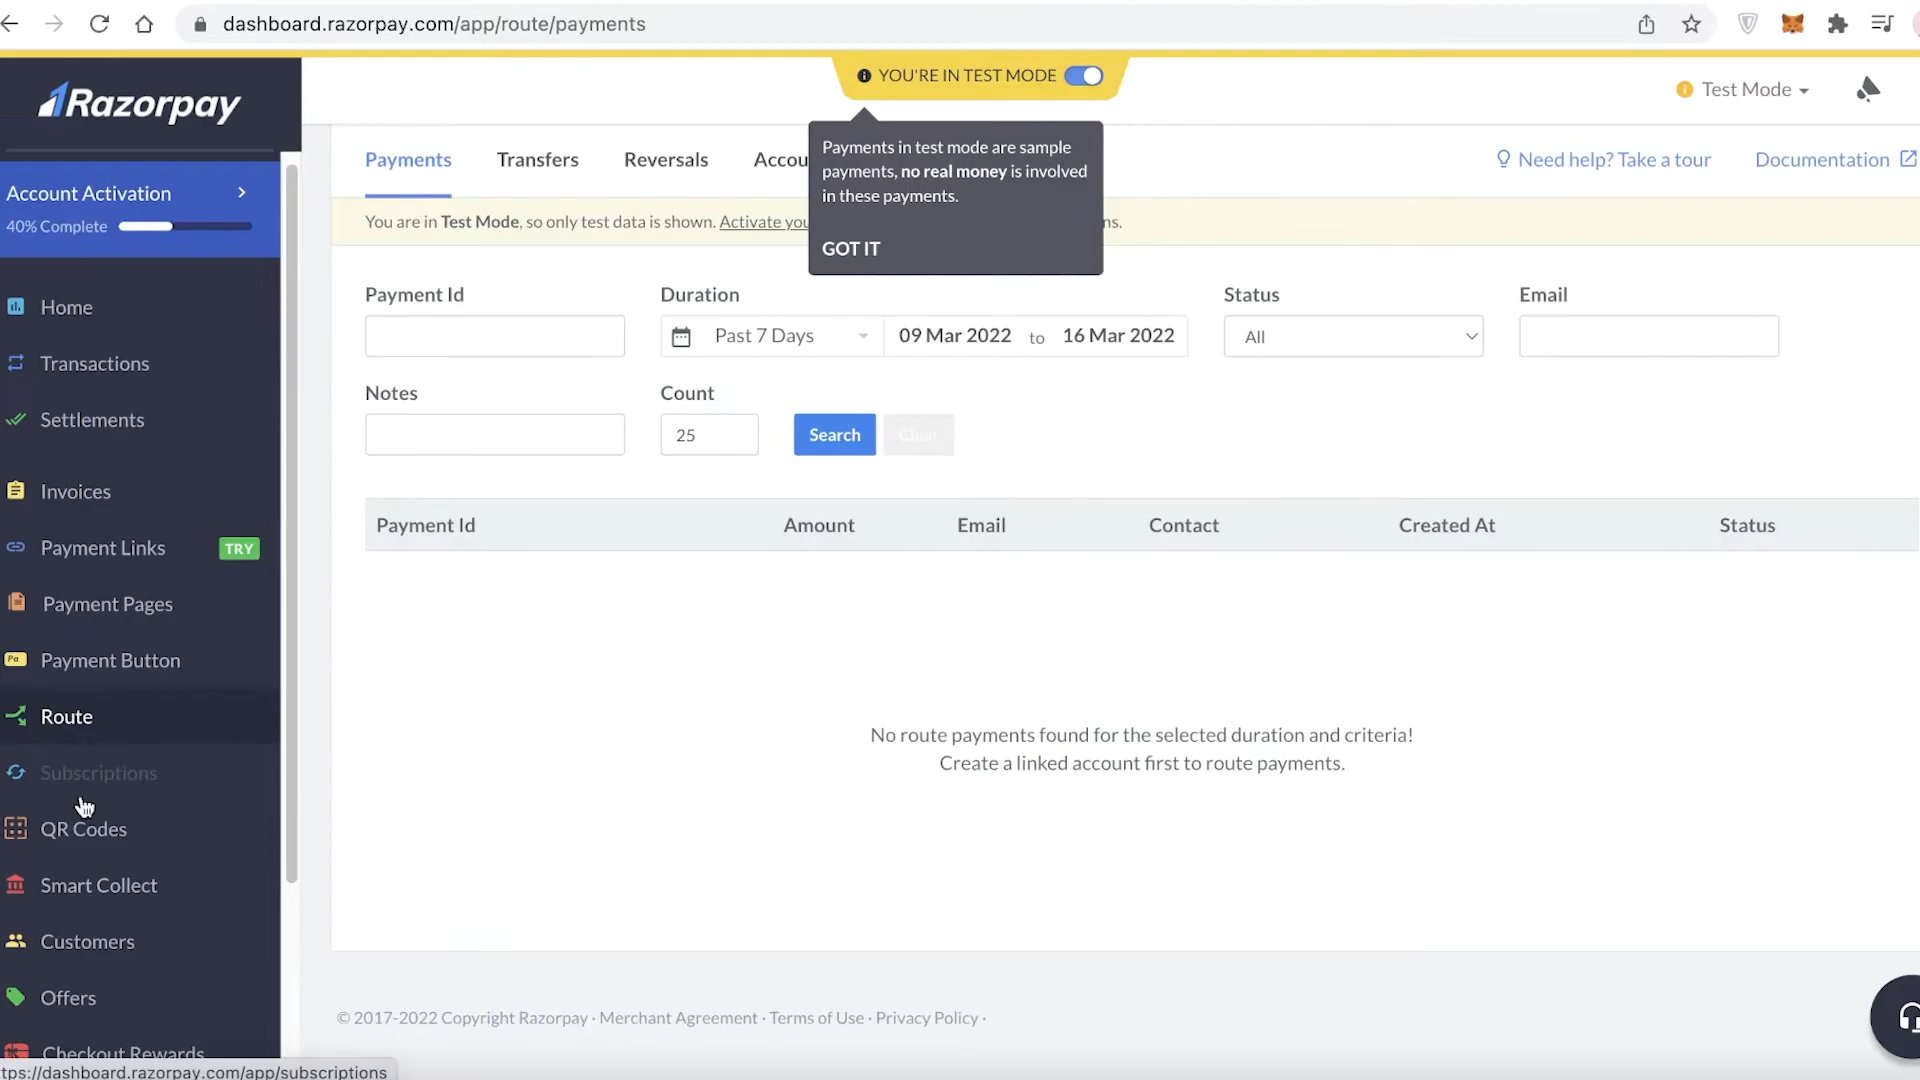 dashboard.razorpay.com/app/route/payments
YOU'RE IN TEST MODE
Test Mode
Razorpay
Payments Transfers Reversals Accou
Need help? Take a tour Documentation
Payments in test mode are sample
payments, no real money is involved
in these payments.
GOT IT
Account Activation
40% Complete
You are in Test Mode, so only test data is shown. Activate you
ns.
Home
Transactions
Settlements
Invoices
Payment Links TRY
Payment Pages
Payment Button
Route
Subscriptions
QR Codes
Smart Collect
Customers
Offers
Checkout Rewards
Payment Id Duration Status Email
Past 7 Days 09 Mar 2022 to 16 Mar 2022 All
Notes Count
25 Search Clear
Payment Id Amount Email Contact Created At Status
No route payments found for the selected duration and criteria!
Create a linked account first to route payments.
© 2017-2022 Copyright Razorpay · Merchant Agreement · Terms of Use · Privacy Policy ·
tps://dashboard.razorpay.com/app/subscriptions